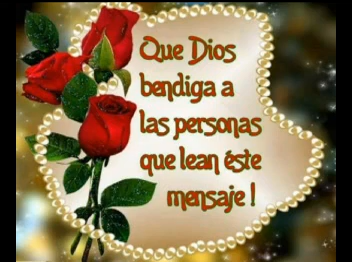 Que Dios
bendiga a
las personas
que lean éste
mensaje !